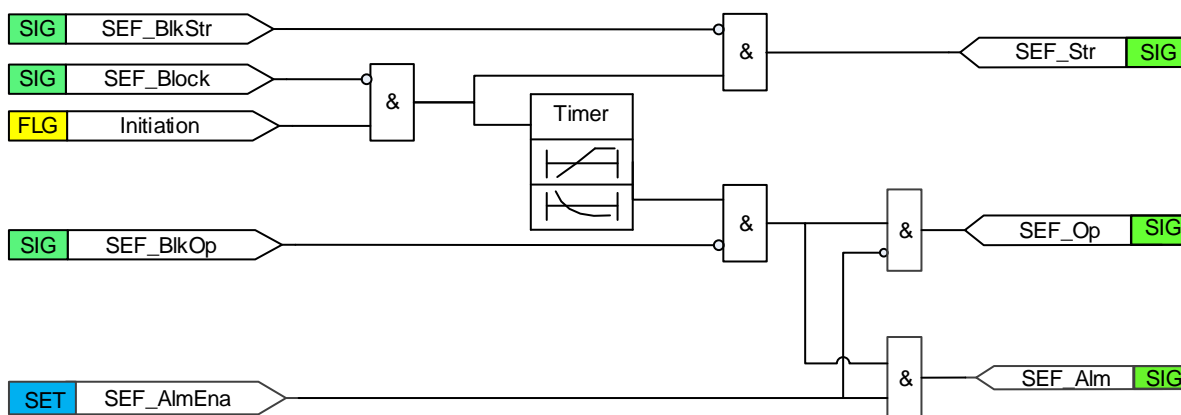 SIG SEF_BlkStr
&
SEF_Str SIG
SIG SEF_Block
&
FLG Initiation
Timer
&
SIG SEF_BlkOp
&
SEF_Op SIG
SET SEF_AlmEna
&
SEF_Alm SIG